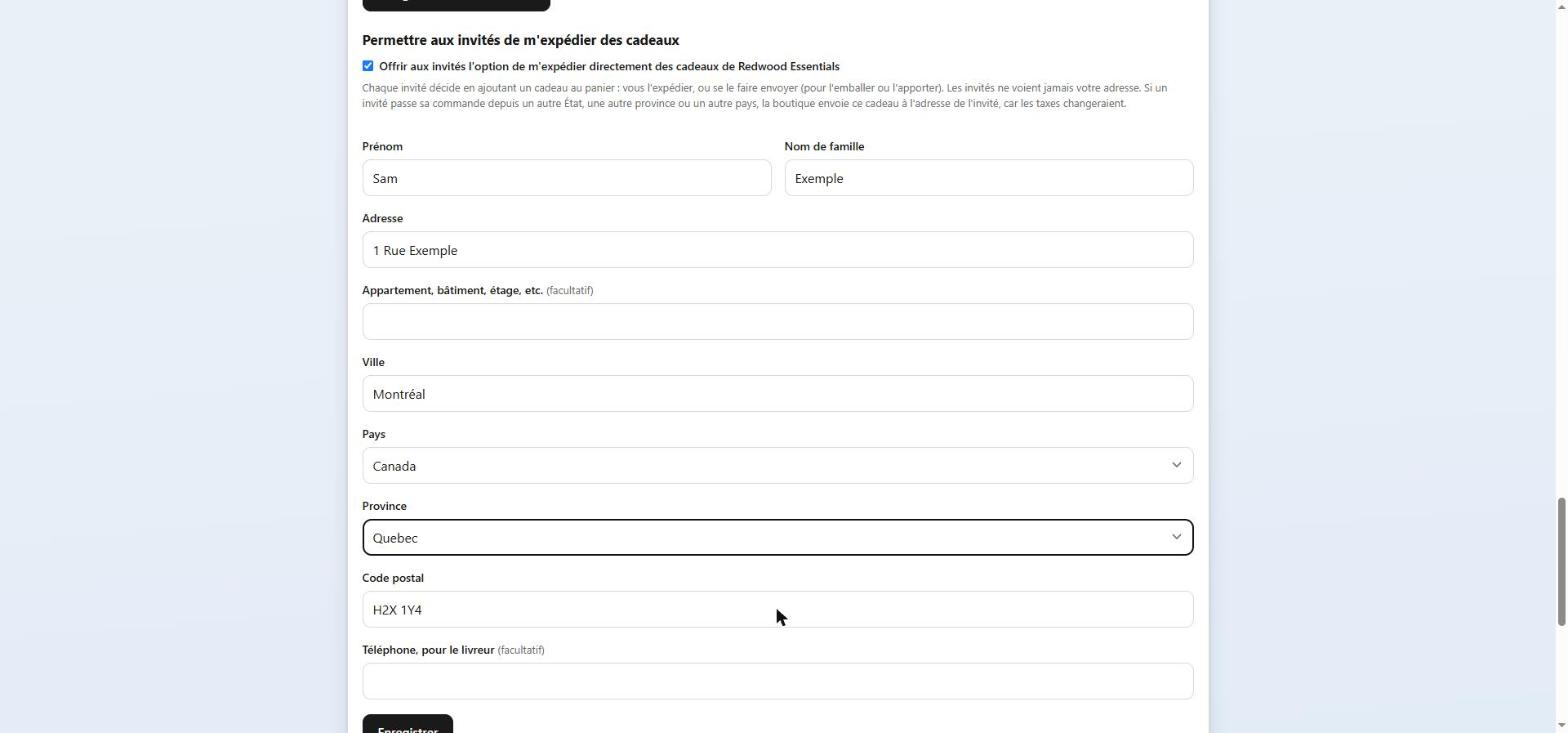 Permettre aux invités de m'expédier des cadeaux
Offrir aux invités l'option de m'expédier directement des cadeaux de Redwood Essentials
Chaque invité décide en ajoutant un cadeau au panier : vous l'expédier, ou se le faire envoyer (pour l'emballer ou l'apporter). Les invités ne voient jamais votre adresse. Si un
invité passe sa commande depuis un autre État, une autre province ou un autre pays, la boutique envoie ce cadeau à l'adresse de l'invité, car les taxes changeraient.
Prénom
Nom de famille
Sam
Exemple
Adresse
1 Rue Exemple
Appartement, bâtiment, étage, etc. (facultatif)
Ville
Montréal
Pays
Canada
Province
Quebec
Code postal
H2X 1Y4
Téléphone, pour le livreur (facultatif)
Enregistrer